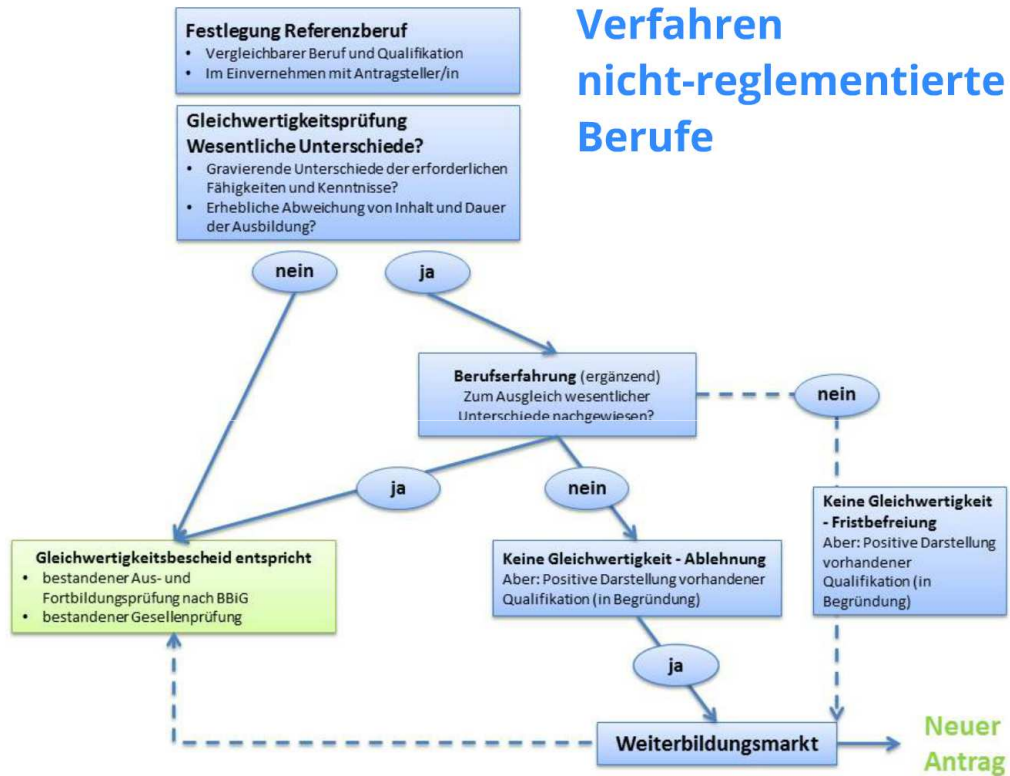 Verfahren
nicht-reglementierte
Berufe
Festlegung Referenzberuf
• Vergleichbarer Beruf und Qualifikation
• Im Einvernehmen mit Antragsteller/in
Gleichwertigkeitsprüfung
Wesentliche Unterschiede?
• Gravierende Unterschiede der erforderlichen
Fähigkeiten und Kenntnisse?
• Erhebliche Abweichung von Inhalt und Dauer
der Ausbildung?
nein
ja
Berufserfahrung (ergänzend)
Zum Ausgleich wesentlicher
Unterschiede nachgewiesen?
nein
ja
nein
Keine Gleichwertigkeit
- Fristbefreiung
Aber: Positive Darstellung
vorhandener
Qualifikation (in
Begründung)
Gleichwertigkeitsbescheid entspricht
• bestandener Aus- und
Fortbildungsprüfung nach BBiG
• bestandener Gesellenprüfung
Keine Gleichwertigkeit - Ablehnung
Aber: Positive Darstellung vorhandener
Qualifikation (in Begründung)
ja
Weiterbildungsmarkt
Neuer
Antrag